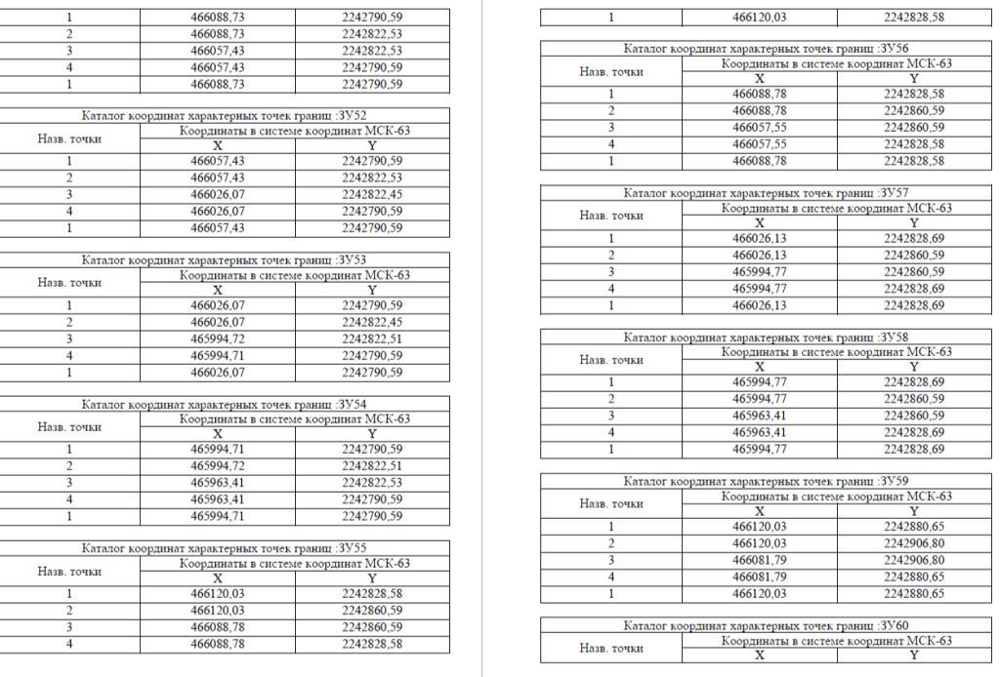 1 466088,73 2242790,59
2 466088,73 2242822,53
3 466057,43 2242822,53
4 466057,43 2242790,59
1 466088,73 2242790,59
Каталог координат характерных точек границ :ЗУ52
Назв. точки Координаты в системе координат МСК-63
X Y
1 466057,43 2242790,59
2 466057,43 2242822,53
3 466026,07 2242822,45
4 466026,07 2242790,59
1 466057,43 2242790,59
Каталог координат характерных точек границ :ЗУ53
Назв. точки Координаты в системе координат МСК-63
X Y
1 466026,07 2242790,59
2 466026,07 2242822,45
3 465994,72 2242822,51
4 465994,71 2242790,59
1 466026,07 2242790,59
Каталог координат характерных точек границ :ЗУ54
Назв. точки Координаты в системе координат МСК-63
X Y
1 465994,71 2242790,59
2 465994,72 2242822,51
3 465963,41 2242822,53
4 465963,41 2242790,59
1 465994,71 2242790,59
Каталог координат характерных точек границ :ЗУ55
Назв. точки Координаты в системе координат МСК-63
X Y
1 466120,03 2242828,58
2 466120,03 2242860,59
3 466088,78 2242860,59
4 466088,78 2242828,58
1 466120,03 2242828,58
Каталог координат характерных точек границ :ЗУ56
Назв. точки Координаты в системе координат МСК-63
X Y
1 466088,78 2242828,58
2 466088,78 2242860,59
3 466057,55 2242860,59
4 466057,55 2242828,58
1 466088,78 2242828,58
Каталог координат характерных точек границ :ЗУ57
Назв. точки Координаты в системе координат МСК-63
X Y
1 466026,13 2242828,69
2 466026,13 2242860,59
3 465994,77 2242860,59
4 465994,77 2242828,69
1 466026,13 2242828,69
Каталог координат характерных точек границ :ЗУ58
Назв. точки Координаты в системе координат МСК-63
X Y
1 465994,77 2242828,69
2 465994,77 2242860,59
3 465963,41 2242860,59
4 465963,41 2242828,69
1 465994,77 2242828,69
Каталог координат характерных точек границ :ЗУ59
Назв. точки Координаты в системе координат МСК-63
X Y
1 466120,03 2242880,65
2 466120,03 2242906,80
3 466081,79 2242906,80
4 466081,79 2242880,65
1 466120,03 2242880,65
Каталог координат характерных точек границ :ЗУ60
Назв. точки Координаты в системе координат МСК-63
X Y